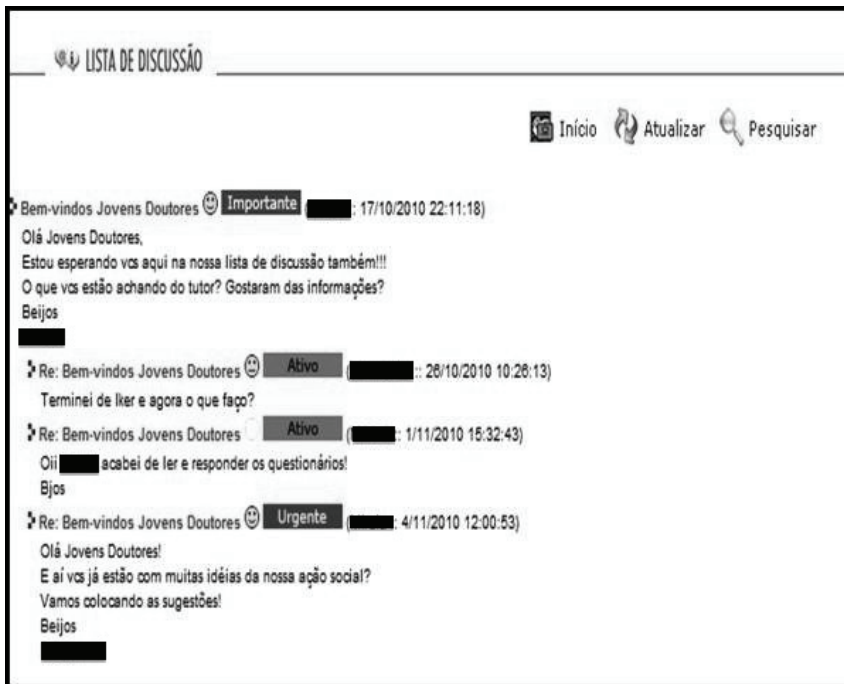 LISTA DE DISCUSSÃO
Início Atualizar Pesquisar
Bem-vindos Jovens Doutores Importante ( : 17/10/2010 22:11:18)
Olá Jovens Doutores,
Estou esperando vcs aqui na nossa lista de discussão também!!!
O que vcs estão achando do tutor? Gostaram das informações?
Beijos
Re: Bem-vindos Jovens Doutores Ativo ( :: 26/10/2010 10:26:13)
Terminei de lker e agora o que faço?
Re: Bem-vindos Jovens Doutores Ativo ( :: 1/11/2010 15:32:43)
Oii acabei de ler e responder os questionários!
Bjos
Re: Bem-vindos Jovens Doutores Urgente ( : 4/11/2010 12:00:53)
Olá Jovens Doutores!
E aí vcs já estão com muitas idéias da nossa ação social?
Vamos colocando as sugestões!
Beijos